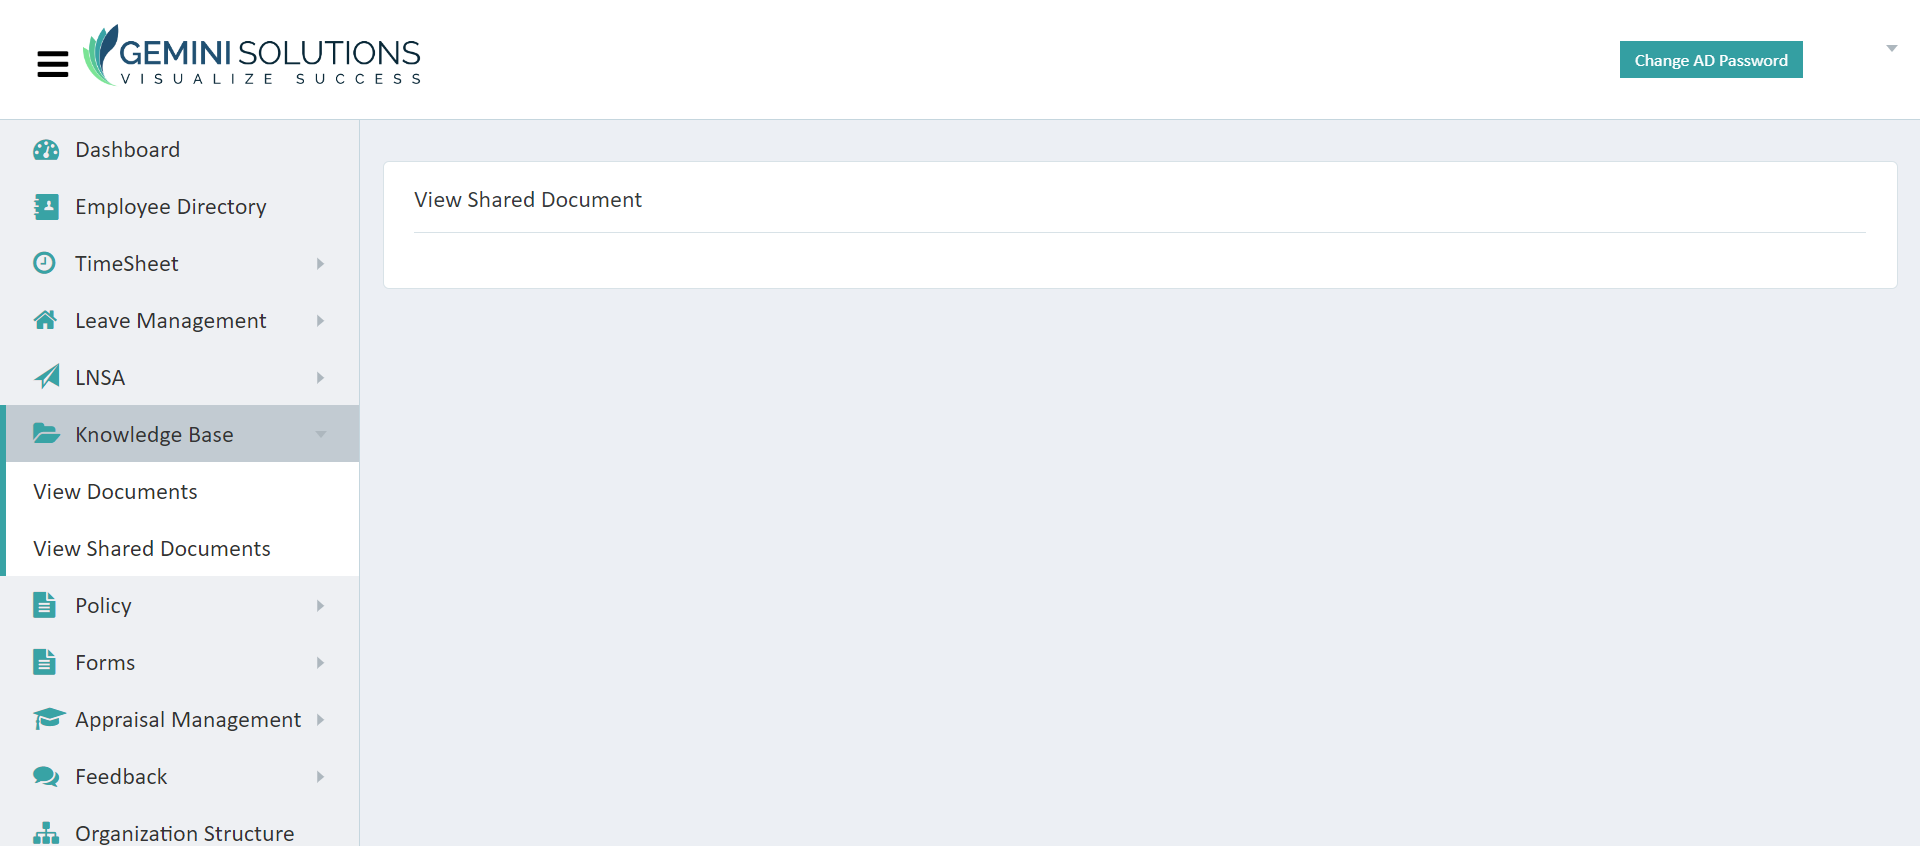 GEMINI SOLUTIONS
VISUALIZE SUCCESS
Change AD Password
Dashboard
Employee Directory
TimeSheet
Leave Management
LNSA
Knowledge Base
View Documents
View Shared Documents
Policy
Forms
Appraisal Management
Feedback
Organization Structure
View Shared Document